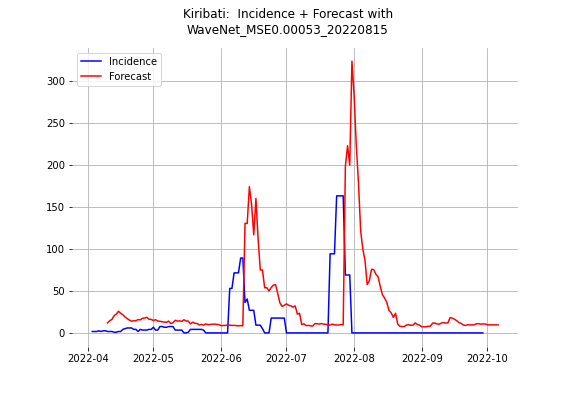 Kiribati:  Incidence + Forecast with
WaveNet_MSE0.00053_20220815
Incidence
Forecast
300
250
200
150
100
50
0
2022-04 2022-05 2022-06 2022-07 2022-08 2022-09 2022-10